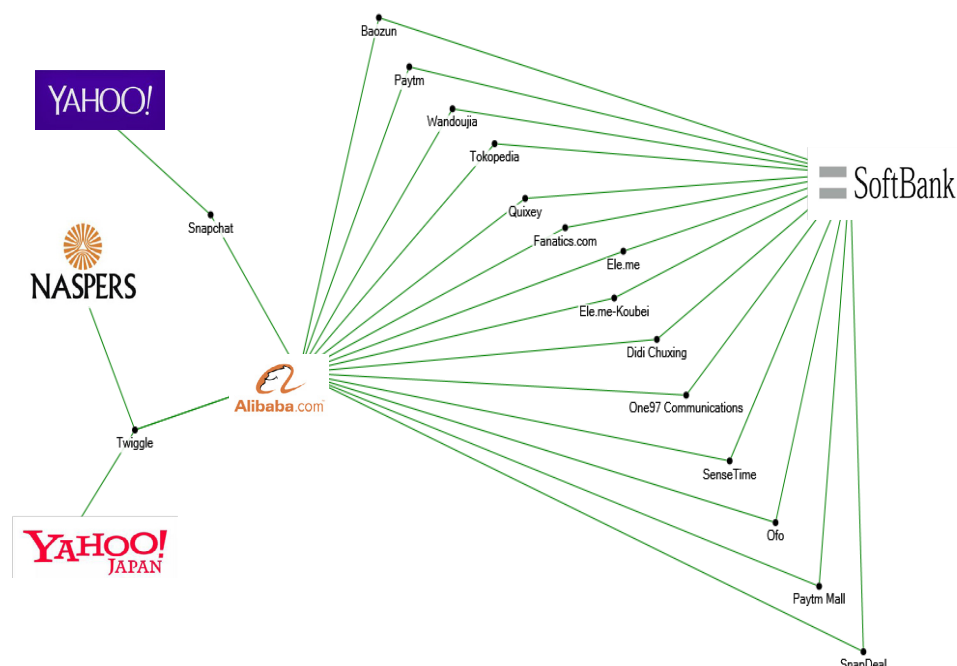 Baozun
Paytm
YAHOO!
Wandoujia
Tokopedia
SoftBank
Quixey
Snapchat
Fanatics.com
Ele.me
NASPERS
Ele.me-Koubei
Didi Chuxing
Alibaba.com
One97 Communications
Twiggle
SenseTime
Ofo
YAHOO!
JAPAN
Paytm Mall
SnapDeal